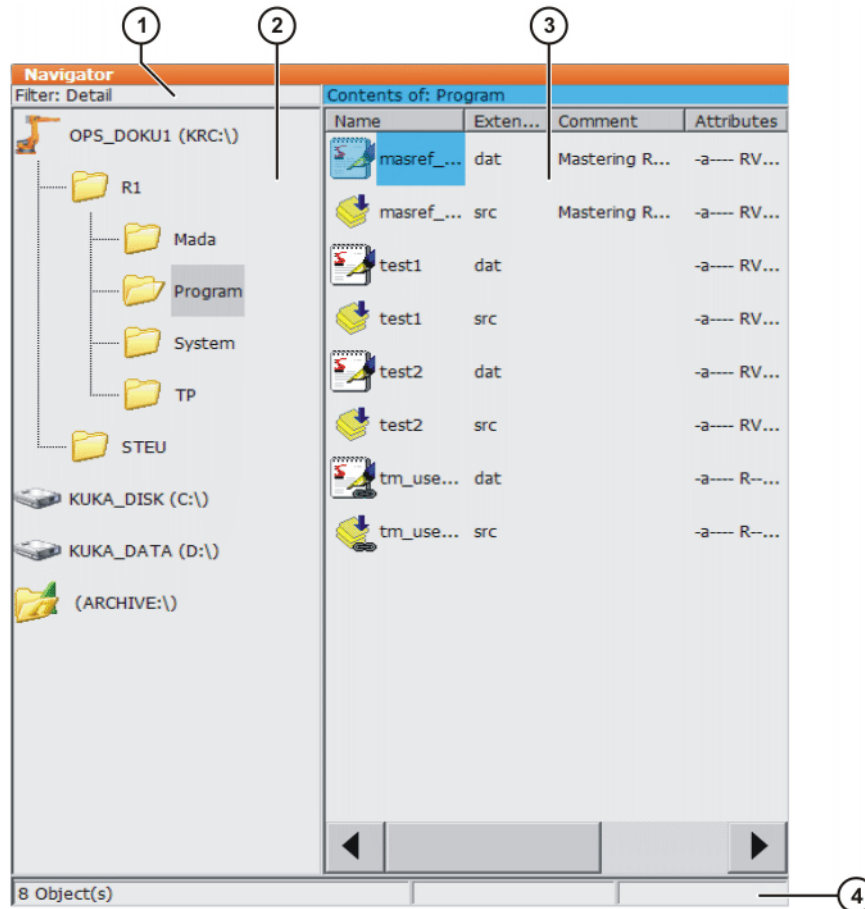 1 2 3
Navigator
Filter: Detail Contents of: Program
Name Exten... Comment Attributes
OPS_DOKU1 (KRC:\)
R1
Mada
Program
System
TP
STEU
KUKA_DISK (C:\)
KUKA_DATA (D:\)
(ARCHIVE:\)
masref_... dat Mastering R... -a---- RV...
masref_... src Mastering R... -a---- RV...
test1 dat -a---- RV...
test1 src -a---- RV...
test2 dat -a---- RV...
test2 src -a---- RV...
tm_use... dat -a---- R--...
tm_use... src -a---- R--...
8 Object(s) 4